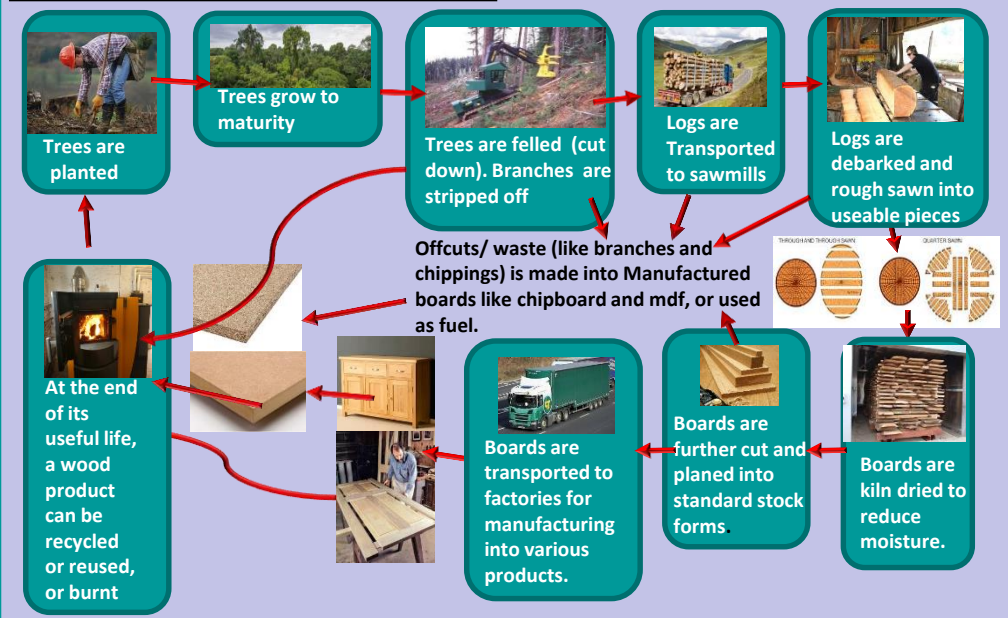 Trees are
planted
Trees grow to
maturity
Trees are felled (cut
down). Branches are
stripped off
Logs are
Transported
to sawmills
Logs are
debarked and
rough sawn into
useable pieces
THROUGH AND THROUGH SAWN
QUARTER SAWN
Offcuts/ waste (like branches and
chippings) is made into Manufactured
boards like chipboard and mdf, or used
as fuel.
Boards are
kiln dried to
reduce
moisture.
Boards are
further cut and
planed into
standard stock
forms.
Boards are
transported to
factories for
manufacturing
into various
products.
At the end
of its
useful life,
a wood
product
can be
recycled
or reused,
or burnt